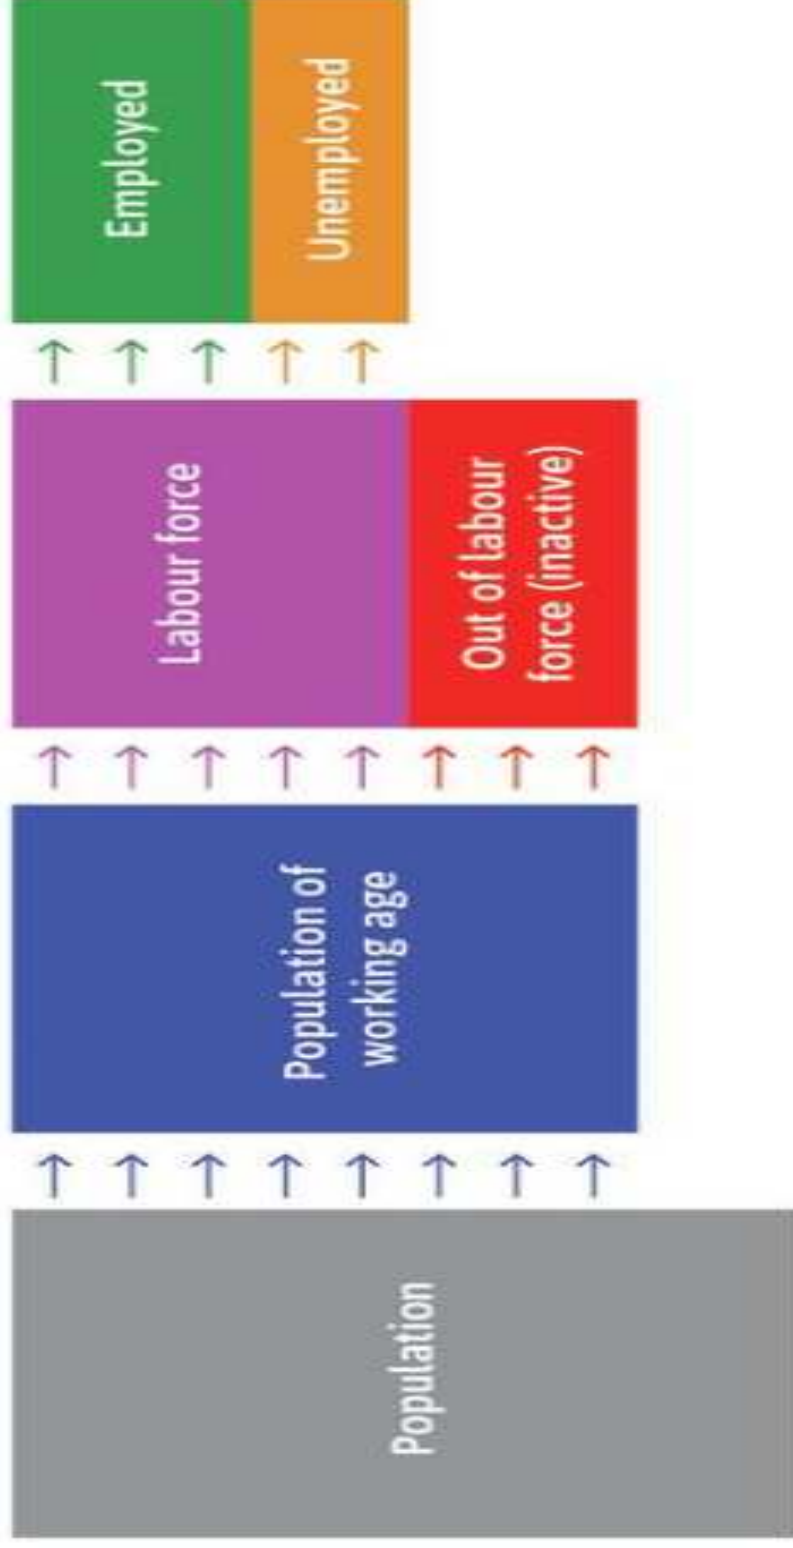 Population
Population of
working age
Labour force
Out of labour
force (inactive)
Employed
Unemployed